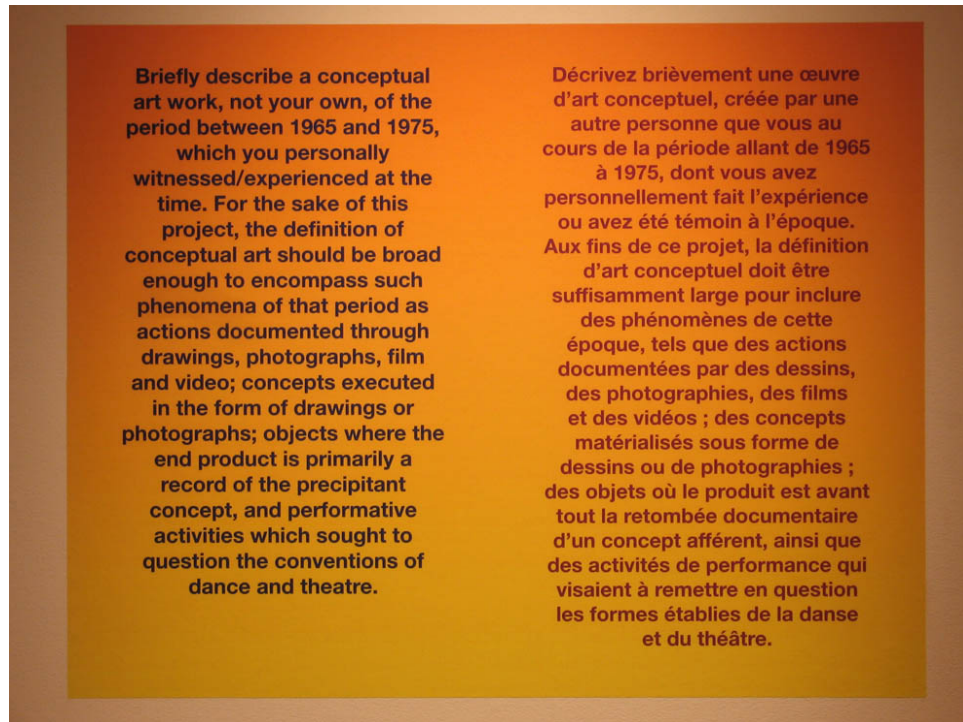 Briefly describe a conceptual
art work, not your own, of the
period between 1965 and 1975,
which you personally
witnessed/experienced at the
time. For the sake of this
project, the definition of
conceptual art should be broad
enough to encompass such
phenomena of that period as
actions documented through
drawings, photographs, film
and video; concepts executed
in the form of drawings or
photographs; objects where the
end product is primarily a
record of the precipitant
concept, and performative
activities which sought to
question the conventions of
dance and theatre.
Décrivez brièvement une œuvre
d'art conceptuel, créée par une
autre personne que vous au
cours de la période allant de 1965
à 1975, dont vous avez
personnellement fait l'expérience
ou avez été témoin à l'époque.
Aux fins de ce projet, la définition
d'art conceptuel doit être
suffisamment large pour inclure
des phénomènes de cette
époque, tels que des actions
documentées par des dessins,
des photographies, des films
et des vidéos ; des concepts
matérialisés sous forme de
dessins ou de photographies ;
des objets où le produit est avant
tout la retombée documentaire
d'un concept afférent, ainsi que
des activités de performance qui
visaient à remettre en question
les formes établies de la danse
et du théâtre.